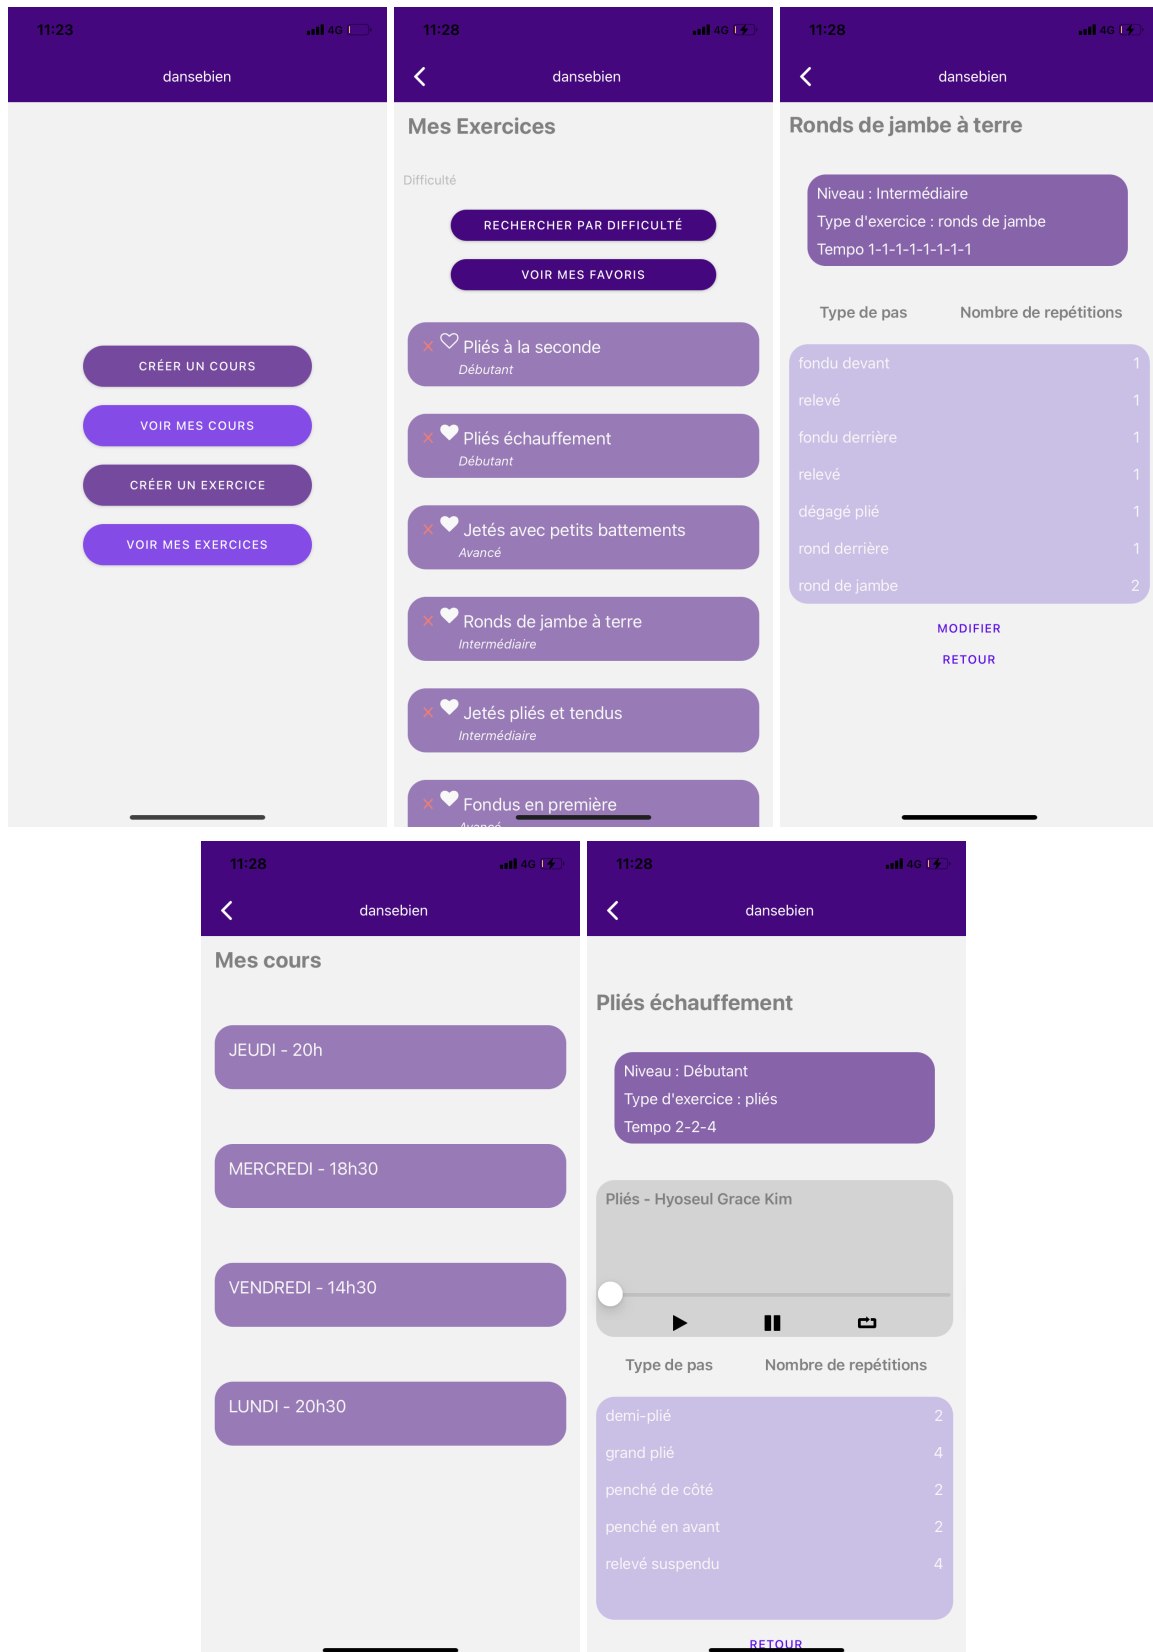 11:23 4G
dansebien
CRÉER UN COURS
VOIR MES COURS
CRÉER UN EXERCICE
VOIR MES EXERCICES
11:28 4G
dansebien
Mes Exercices
Difficulté
RECHERCHER PAR DIFFICULTÉ
VOIR MES FAVORIS
Pliés à la seconde
Débutant
Pliés échauffement
Débutant
Jetés avec petits battements
Avancé
Ronds de jambe à terre
Intermédiaire
Jetés pliés et tendus
Intermédiaire
Fondus en première
Avancé
11:28 4G
dansebien
Ronds de jambe à terre
Niveau : Intermédiaire
Type d'exercice : ronds de jambe
Tempo 1-1-1-1-1-1-1-1
Type de pas Nombre de repétitions
fondu devant 1
relevé 1
fondu derrière 1
relevé 1
dégagé plié 1
rond derrière 1
rond de jambe 2
MODIFIER
RETOUR
11:28 4G
dansebien
Mes cours
JEUDI - 20h
MERCREDI - 18h30
VENDREDI - 14h30
LUNDI - 20h30
11:28 4G
dansebien
Pliés échauffement
Niveau : Débutant
Type d'exercice : pliés
Tempo 2-2-4
Pliés - Hyoseul Grace Kim
Type de pas Nombre de repétitions
demi-plié 2
grand plié 4
penché de côté 2
penché en avant 2
relevé suspendu 4
RETOUR